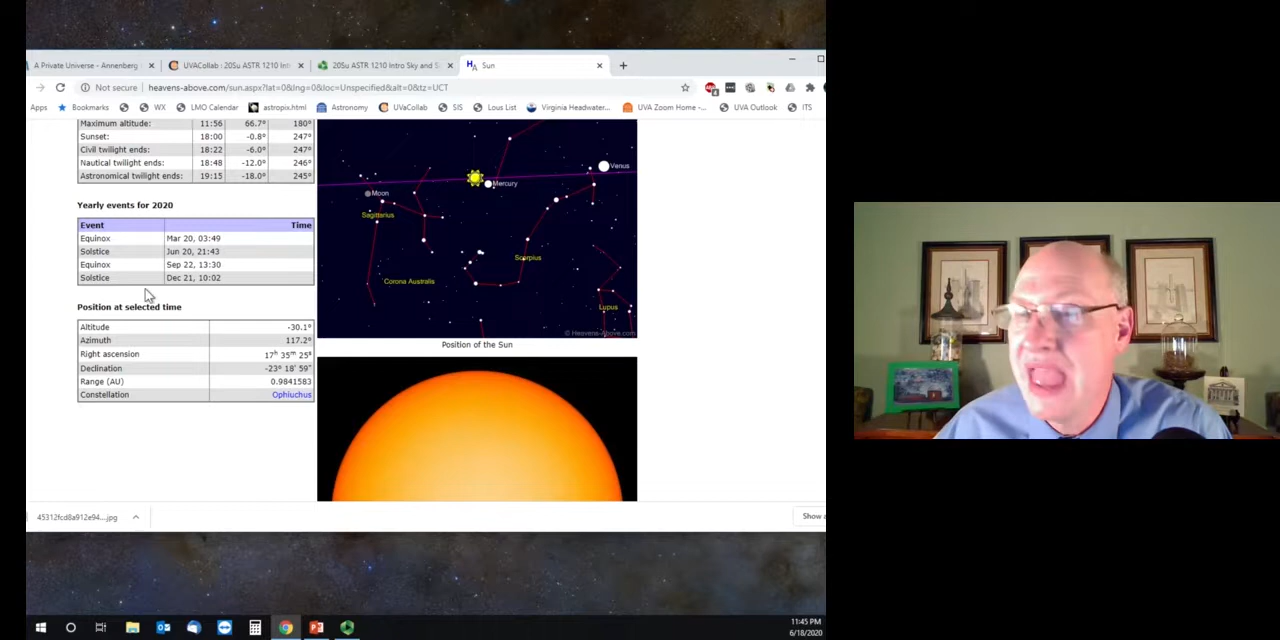 A Private Universe - Annenberg
UVACollab : 20Su ASTR 1210 Int
20Su ASTR 1210 Intro Sky and S
HA Sun
Not secure | heavens-above.com/sun.aspx?lat=0&lng=0&loc=Unspecified&alt=0&tz=UCT
Apps Bookmarks WX LMO Calendar astropix.html Astronomy UVaCollab SIS Lous List Virginia Headwater... UVA Zoom Home -... UVA Outlook ITS
Maximum altitude: 11:56 66.7° 180°
Sunset: 18:00 -0.8° 247°
Civil twilight ends: 18:22 -6.0° 247°
Nautical twilight ends: 18:48 -12.0° 246°
Astronomical twilight ends: 19:15 -18.0° 245°
Yearly events for 2020
Event Time
Equinox Mar 20, 03:49
Solstice Jun 20, 21:43
Equinox Sep 22, 13:30
Solstice Dec 21, 10:02
Position at selected time
Altitude -30.1°
Azimuth 117.2°
Right ascension 17h 35m 25s
Declination -23° 18' 59"
Range (AU) 0.9841583
Constellation Ophiuchus
Venus
Mercury
Moon
Sagittarius
Scorpius
Corona Australis
Lupus
© Heavens-Above.com
Position of the Sun
45312fcd8a912e94....jpg
Show a
11:45 PM
6/18/2020